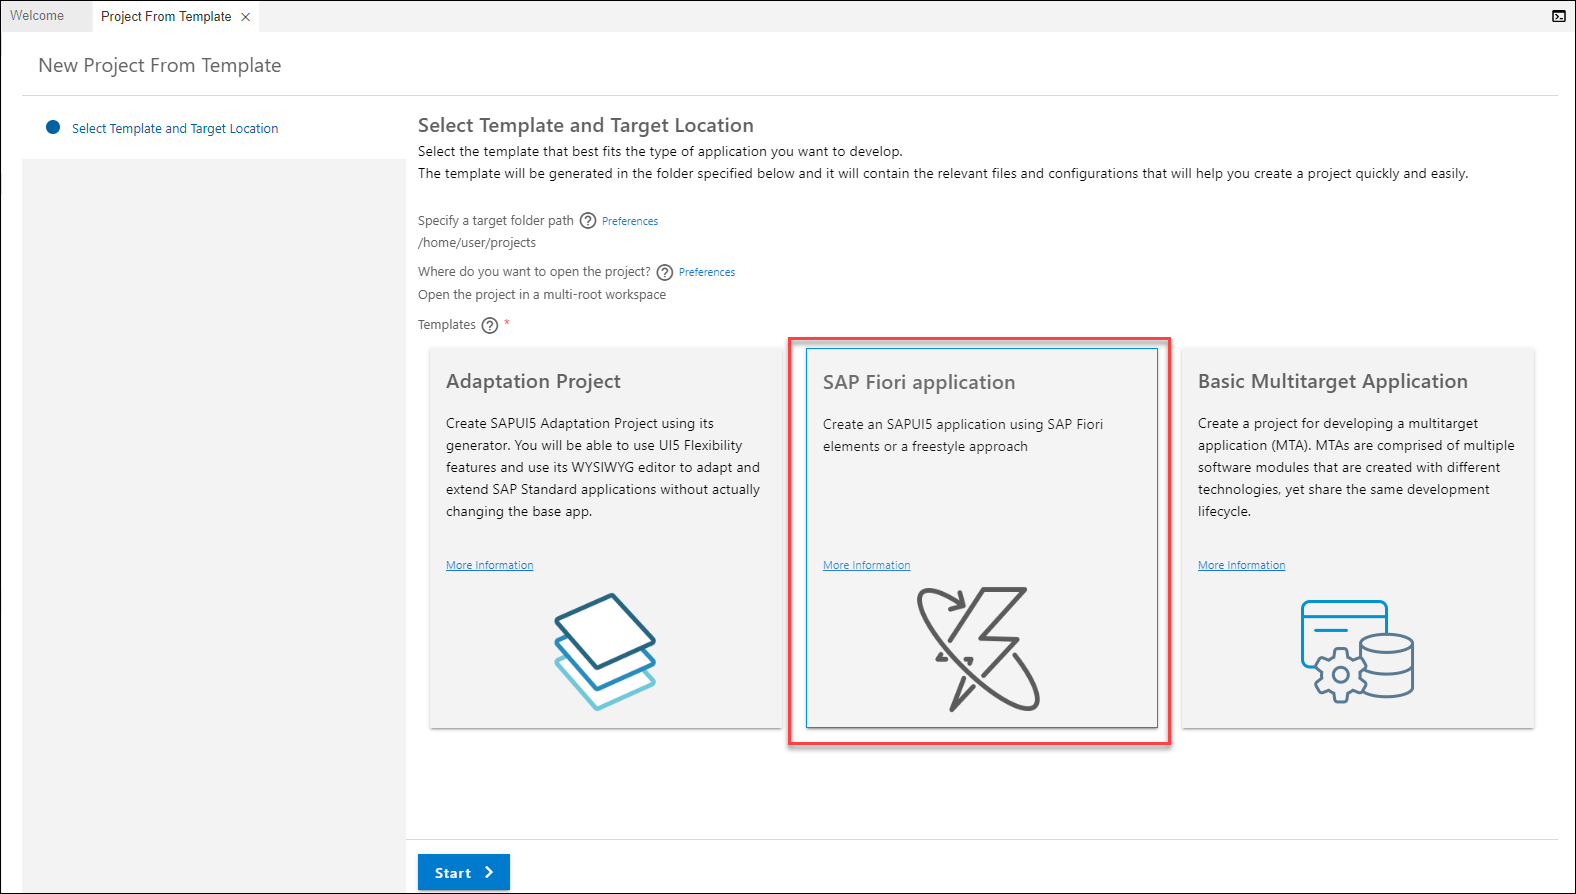 Welcome
Project From Template
New Project From Template
Select Template and Target Location
Select Template and Target Location
Select the template that best fits the type of application you want to develop.
The template will be generated in the folder specified below and it will contain the relevant files and configurations that will help you create a project quickly and easily.
Specify a target folder path ? Preferences
/home/user/projects
Where do you want to open the project? ? Preferences
Open the project in a multi-root workspace
Templates ? *
Adaptation Project
Create SAPUI5 Adaptation Project using its
generator. You will be able to use UI5 Flexibility
features and use its WYSIWYG editor to adapt and
extend SAP Standard applications without actually
changing the base app.
More Information
SAP Fiori application
Create an SAPUI5 application using SAP Fiori
elements or a freestyle approach
More Information
Basic Multitarget Application
Create a project for developing a multitarget
application (MTA). MTAs are comprised of multiple
software modules that are created with different
technologies, yet share the same development
lifecycle.
More Information
Start